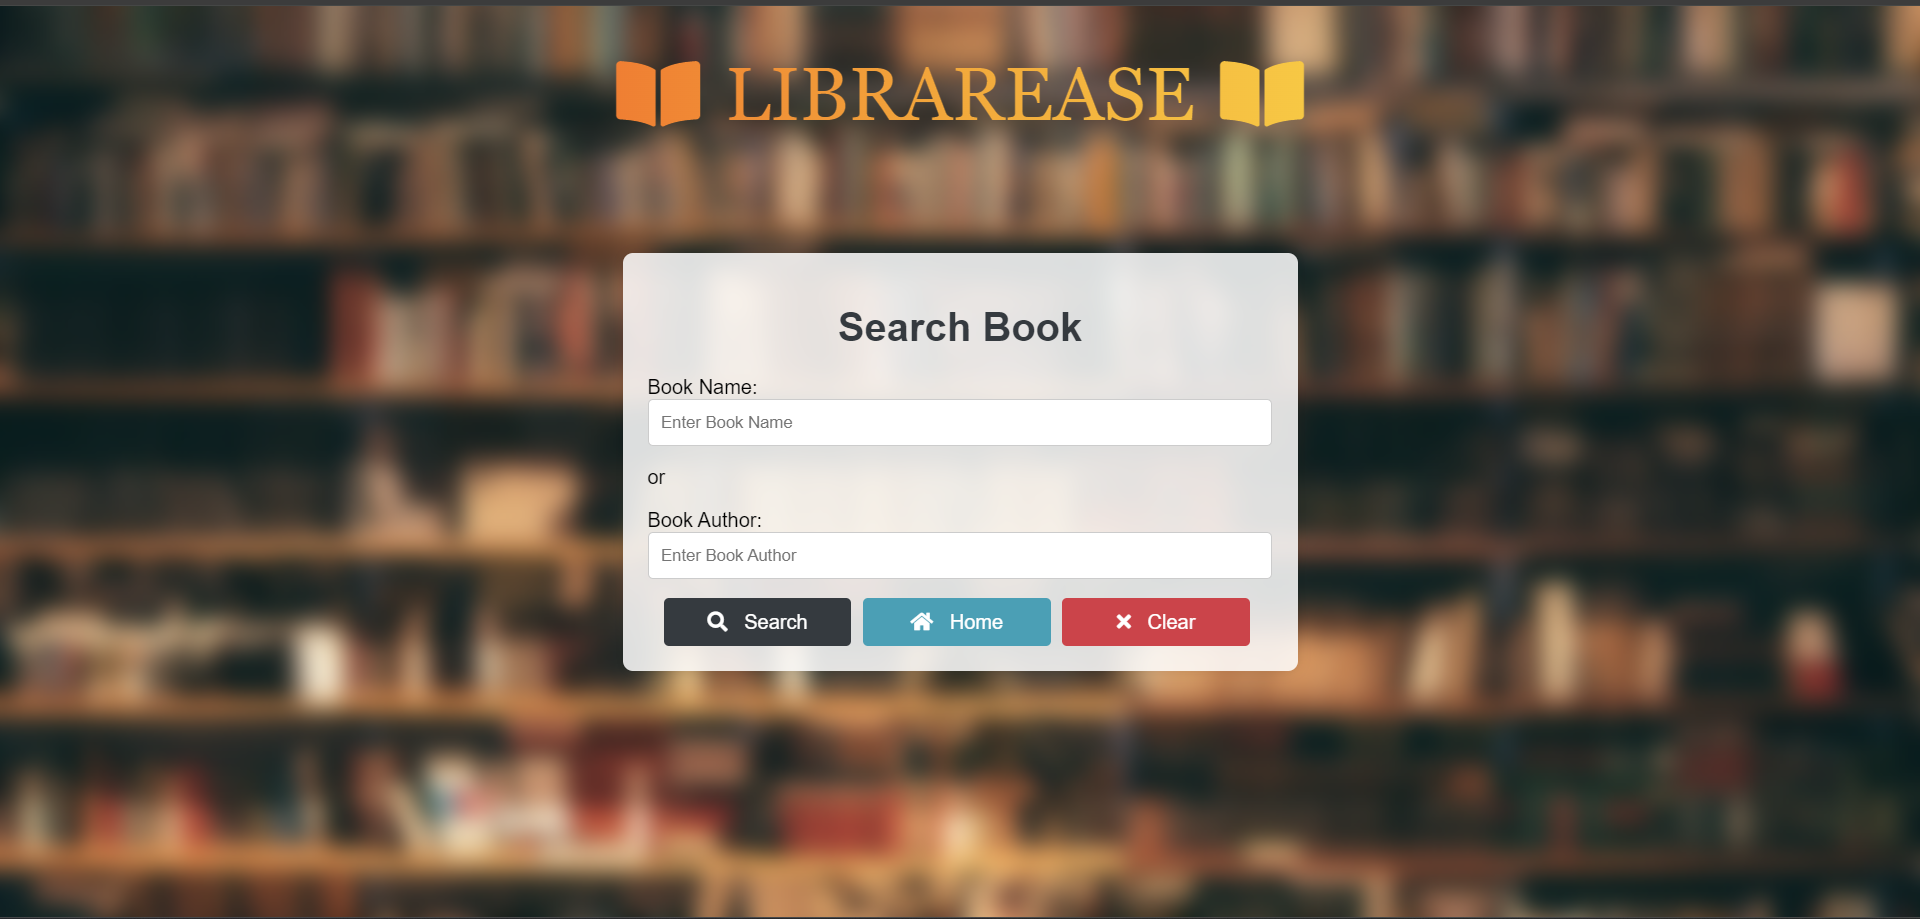 LIBRAREASE
Search Book
Book Name:
Enter Book Name
or
Book Author:
Enter Book Author
Search Home Clear